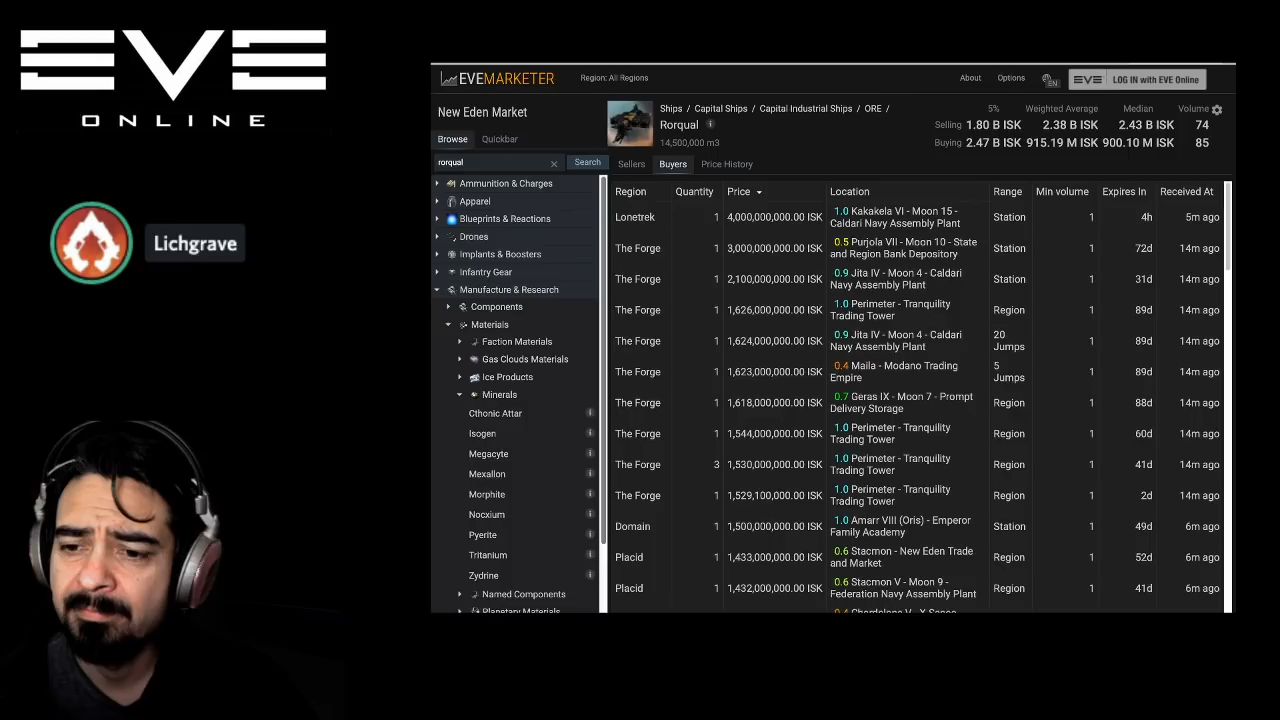 EVE
ONLINE
Lichgrave
EVEMARKETER
Region: All Regions
About
Options
EN
EVE LOG IN with EVE Online
New Eden Market
Browse
Quickbar
rorqual
Search
Ammunition & Charges
Apparel
Blueprints & Reactions
Drones
Implants & Boosters
Infantry Gear
Manufacture & Research
Components
Materials
Faction Materials
Gas Clouds Materials
Ice Products
Minerals
Cthonic Attar
Isogen
Megacyte
Mexallon
Morphite
Nocxium
Pyerite
Tritanium
Zydrine
Named Components
Planetary Materials
Ships / Capital Ships / Capital Industrial Ships / ORE /
Rorqual
14,500,000 m3
5% Weighted Average Median Volume
Selling 1.80 B ISK 2.38 B ISK 2.43 B ISK 74
Buying 2.47 B ISK 915.19 M ISK 900.10 M ISK 85
Sellers Buyers Price History
Region Quantity Price Location Range Min volume Expires In Received At
Lonetrek 1 4,000,000,000.00 ISK 1.0 Kakakela VI - Moon 15 - Caldari Navy Assembly Plant Station 1 4h 5m ago
The Forge 1 3,000,000,000.00 ISK 0.5 Purjola VII - Moon 10 - State and Region Bank Depository Station 1 72d 14m ago
The Forge 1 2,100,000,000.00 ISK 0.9 Jita IV - Moon 4 - Caldari Navy Assembly Plant Station 1 31d 14m ago
The Forge 1 1,626,000,000.00 ISK 1.0 Perimeter - Tranquility Trading Tower Region 1 89d 14m ago
The Forge 1 1,624,000,000.00 ISK 0.9 Jita IV - Moon 4 - Caldari Navy Assembly Plant 20 Jumps 1 89d 14m ago
The Forge 1 1,623,000,000.00 ISK 0.4 Maila - Modano Trading Empire 5 Jumps 1 89d 14m ago
The Forge 1 1,618,000,000.00 ISK 0.7 Geras IX - Moon 7 - Prompt Delivery Storage Region 1 88d 14m ago
The Forge 1 1,544,000,000.00 ISK 1.0 Perimeter - Tranquility Trading Tower Region 1 60d 14m ago
The Forge 3 1,530,000,000.00 ISK 1.0 Perimeter - Tranquility Trading Tower Region 1 41d 14m ago
The Forge 1 1,529,100,000.00 ISK 1.0 Perimeter - Tranquility Trading Tower Region 1 2d 14m ago
Domain 1 1,500,000,000.00 ISK 1.0 Amarr VIII (Oris) - Emperor Family Academy Station 1 49d 6m ago
Placid 1 1,433,000,000.00 ISK 0.6 Stacmon - New Eden Trade and Market Region 1 52d 6m ago
Placid 1 1,432,000,000.00 ISK 0.6 Stacmon V - Moon 9 - Federation Navy Assembly Plant Region 1 41d 6m ago